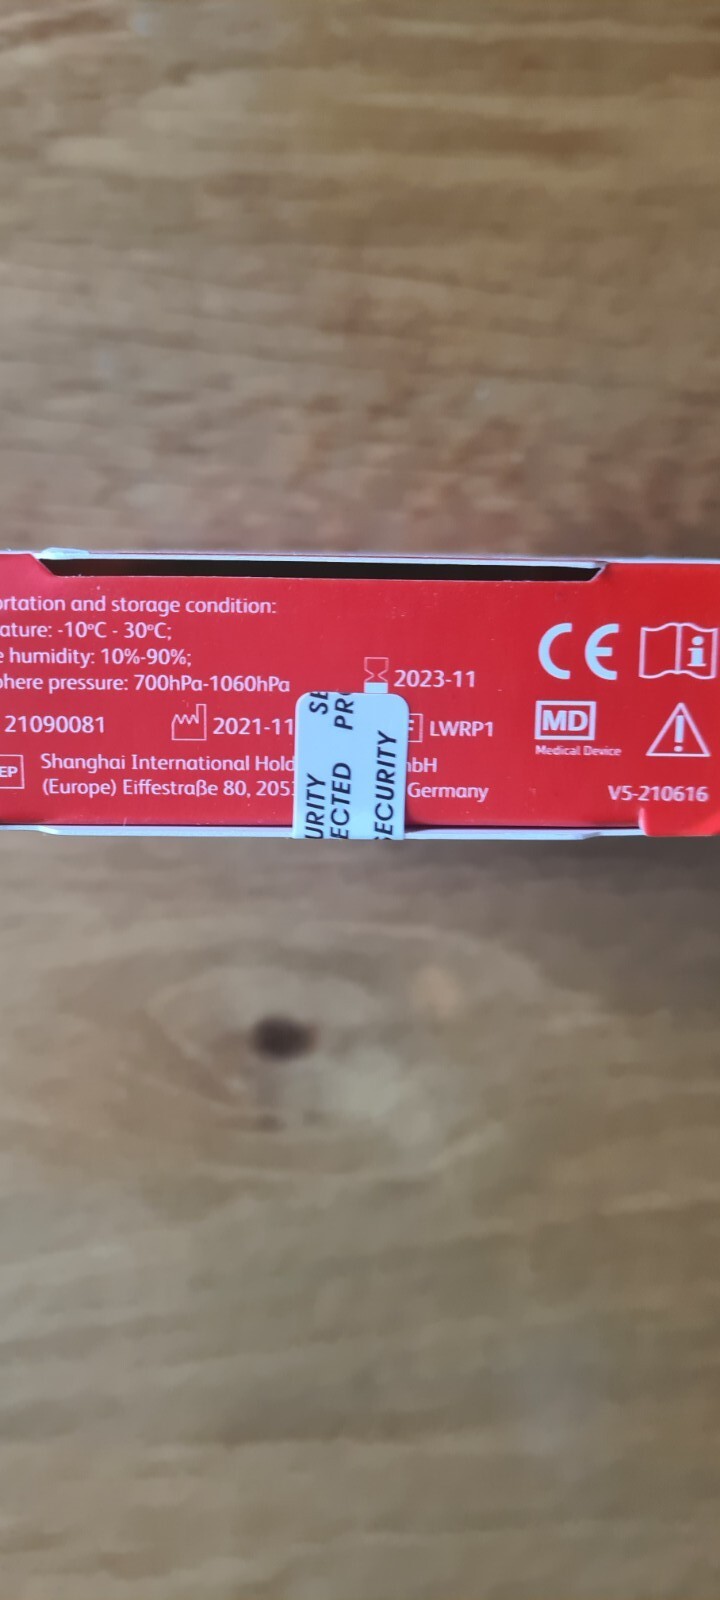 ortation and storage condition:
ature: -10°C - 30°C;
e humidity: 10%-90%;
phere pressure: 700hPa-1060hPa
2023-11
21090081
2021-11
LWRP1
EP
Shanghai International Hold
mbH
(Europe) Eiffestraße 80, 205
Germany
CE
i
MD
Medical Device
V5-210616
SE
PR
URITY
ECTED
SECURITY